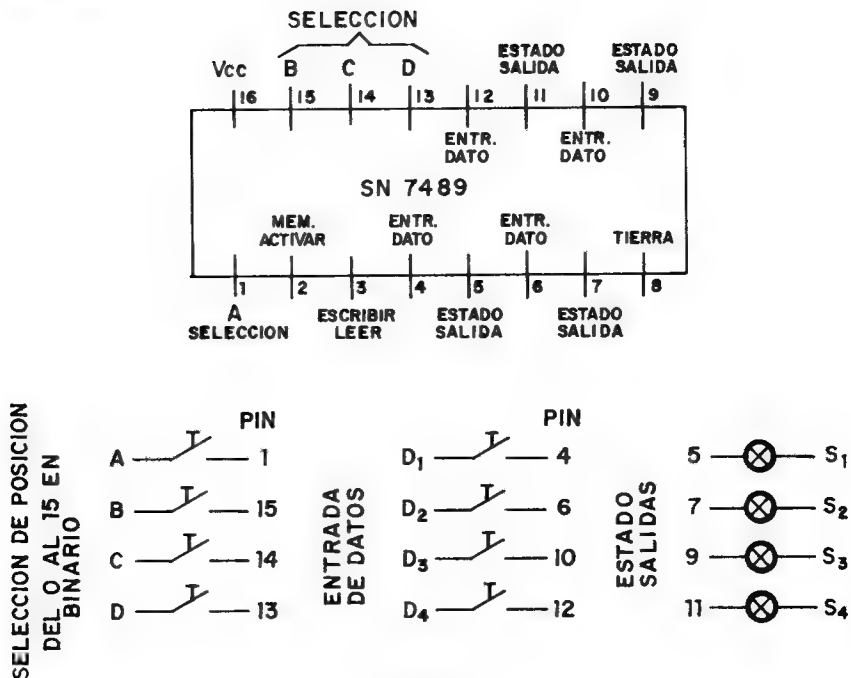 SELECCION
Vcc B C D ESTADO SALIDA ESTADO SALIDA
16 15 14 13 12 11 10 9
ENTR. DATO ENTR. DATO
SN 7489
MEM. ACTIVAR ENTR. DATO ENTR. DATO TIERRA
1 2 3 4 5 6 7 8
A SELECCION ESCRIBIR LEER ESTADO SALIDA ESTADO SALIDA
SELECCION DE POSICION
DEL 0 AL 15 EN
BINARIO
PIN
A 1
B 15
C 14
D 13
ENTRADA
DE DATOS
PIN
D1 4
D2 6
D3 10
D4 12
ESTADO
SALIDAS
5 S1
7 S2
9 S3
11 S4